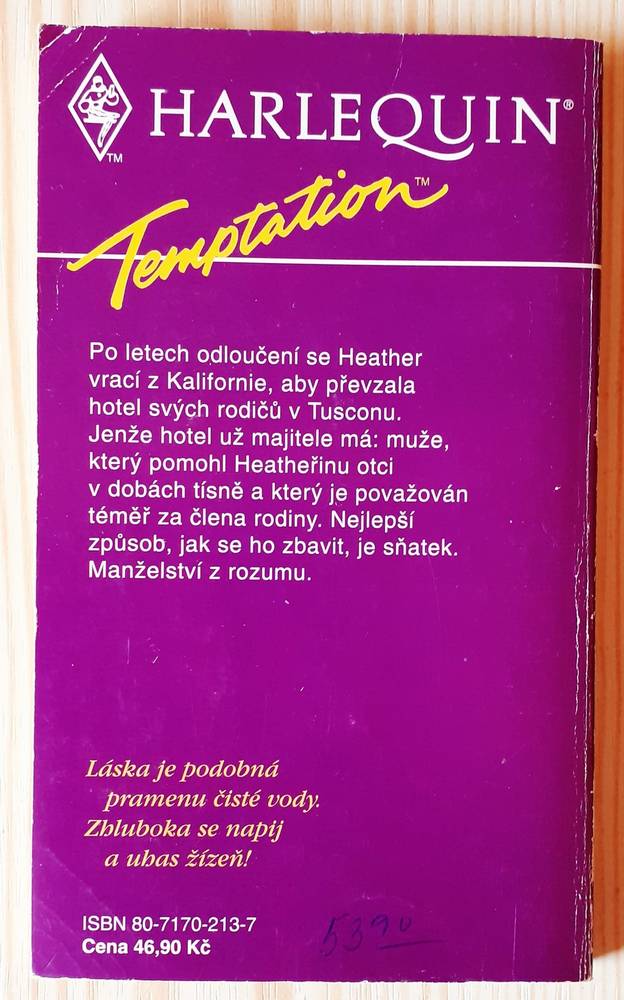 HARLEQUIN®
TM
Temptation™
Po letech odloučení se Heather
vrací z Kalifornie, aby převzala
hotel svých rodičů v Tusconu.
Jenže hotel už majitele má: muže,
který pomohl Heatheřinu otci
v dobách tísně a který je považován
téměř za člena rodiny. Nejlepší
způsob, jak se ho zbavit, je sňatek.
Manželství z rozumu.
Láska je podobná
pramenu čisté vody.
Zhluboka se napij
a uhas žízeň!
ISBN 80-7170-213-7
Cena 46,90 Kč
5390